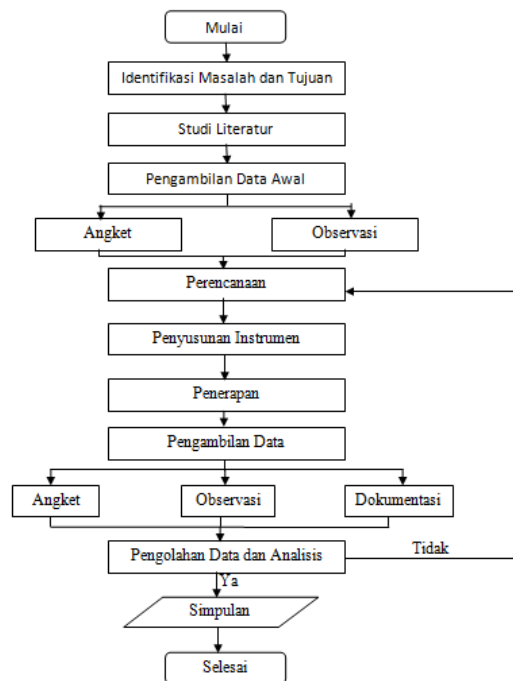 Mulai
Identifikasi Masalah dan Tujuan
Studi Literatur
Pengambilan Data Awal
Angket
Observasi
Perencanaan
Penyusunan Instrumen
Penerapan
Pengambilan Data
Angket
Observasi
Dokumentasi
Pengolahan Data dan Analisis
Tidak
Ya
Simpulan
Selesai